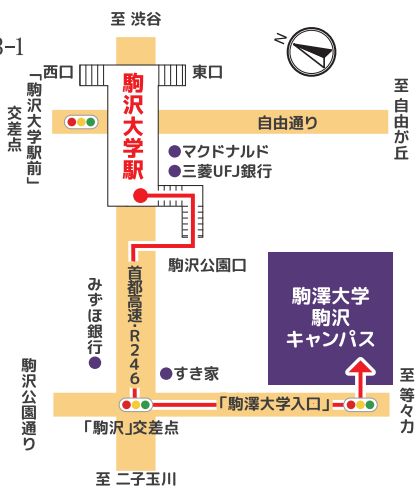 至 渋谷
3-1
N
西口
東口
駒沢大学駅
「駒沢大学駅前」
交差点
自由通り
至 自由が丘
マクドナルド
三菱UFJ銀行
駒沢公園口
首都高速・R246
みずほ銀行
すき家
駒澤大学
駒沢
キャンパス
駒沢公園通り
「駒澤大学入口」
至 等々力
「駒沢」交差点
至 二子玉川